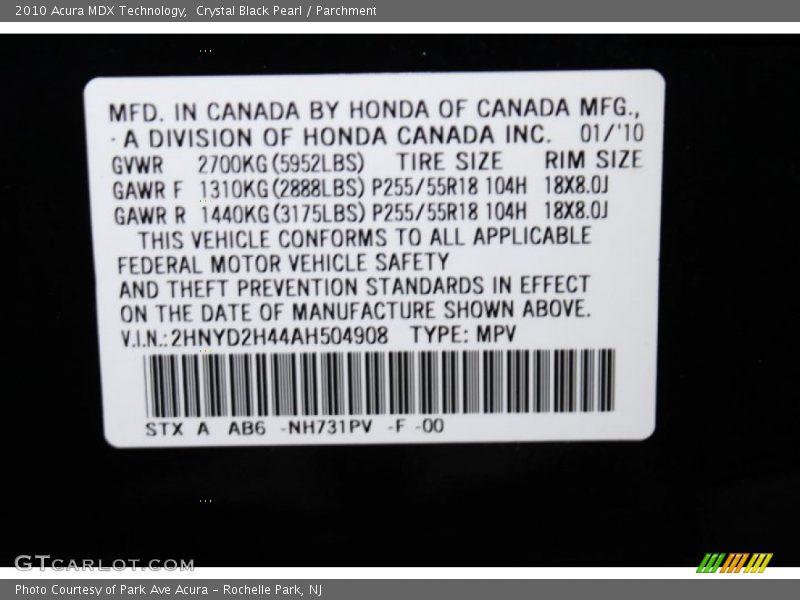 2010 Acura MDX Technology,  Crystal Black Pearl / Parchment
MFD. IN CANADA BY HONDA OF CANADA MFG.,
A DIVISION OF HONDA CANADA INC.   01/'10
GVWR   2700KG(5952LBS)   TIRE SIZE   RIM SIZE
GAWR F  1310KG(2888LBS) P255/55R18 104H  18X8.0J
GAWR R  1440KG(3175LBS) P255/55R18 104H  18X8.0J
THIS VEHICLE CONFORMS TO ALL APPLICABLE
FEDERAL MOTOR VEHICLE SAFETY
AND THEFT PREVENTION STANDARDS IN EFFECT
ON THE DATE OF MANUFACTURE SHOWN ABOVE.
V.I.N.:2HNYD2H44AH504908   TYPE: MPV
STX  A  AB6  -NH731PV  -F -00
GTCARLOT.COM
Photo Courtesy of Park Ave Acura – Rochelle Park, NJ